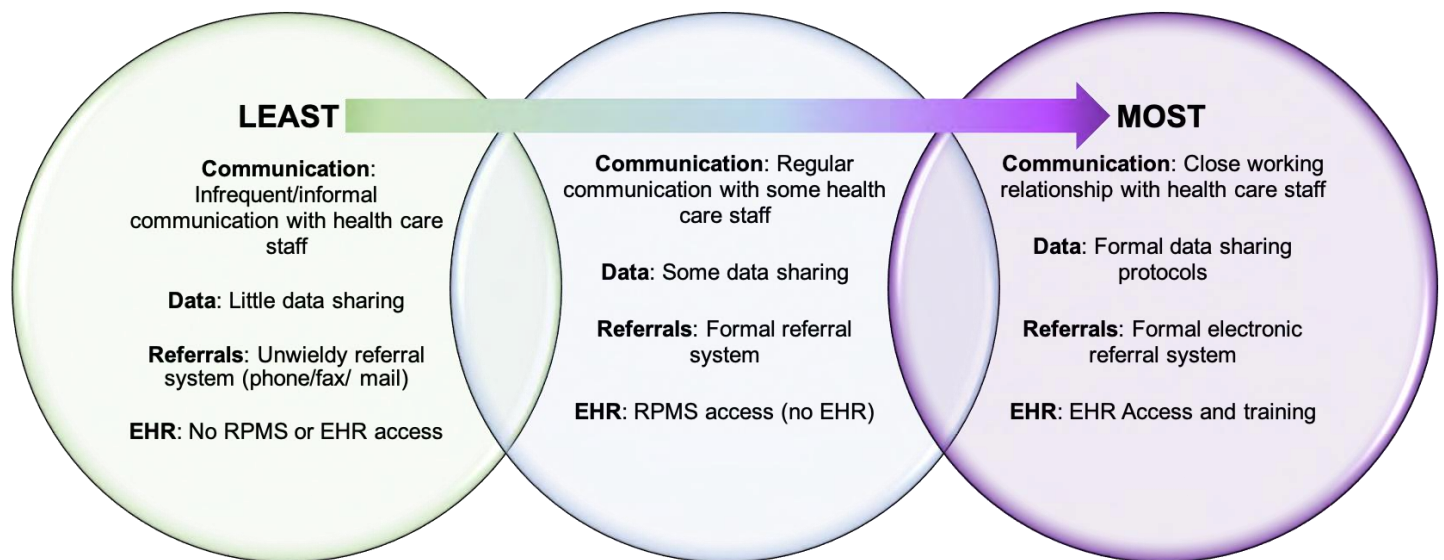 LEAST
Communication:
Infrequent/informal
communication with health care
staff
Data: Little data sharing
Referrals: Unwieldy referral
system (phone/fax/ mail)
EHR: No RPMS or EHR access
Communication: Regular
communication with some health
care staff
Data: Some data sharing
Referrals: Formal referral
system
EHR: RPMS access (no EHR)
MOST
Communication: Close working
relationship with health care staff
Data: Formal data sharing
protocols
Referrals: Formal electronic
referral system
EHR: EHR Access and training